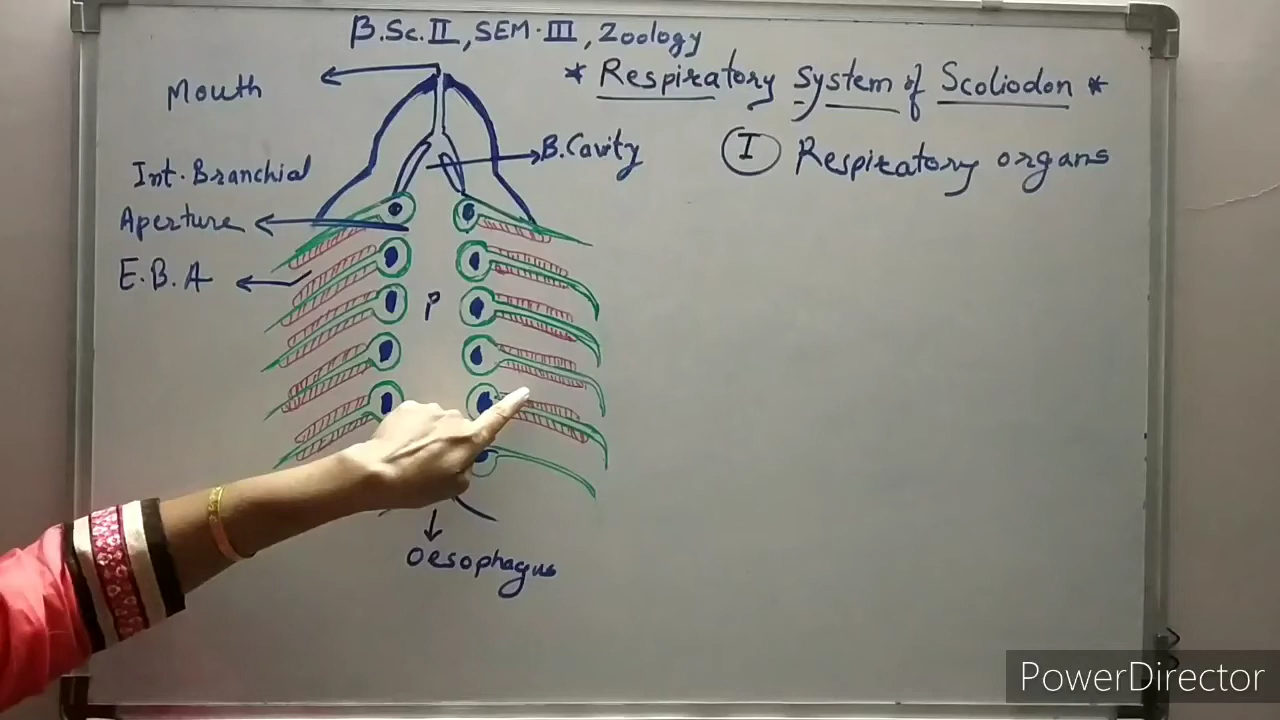 B.Sc.II, SEM.III, Zoology
* Respiratory System of Scoliodon *
I Respiratory organs
Mouth
B.Cavity
Int.Branchial
Aperture
E.B.A
P
Oesophagus
PowerDirector